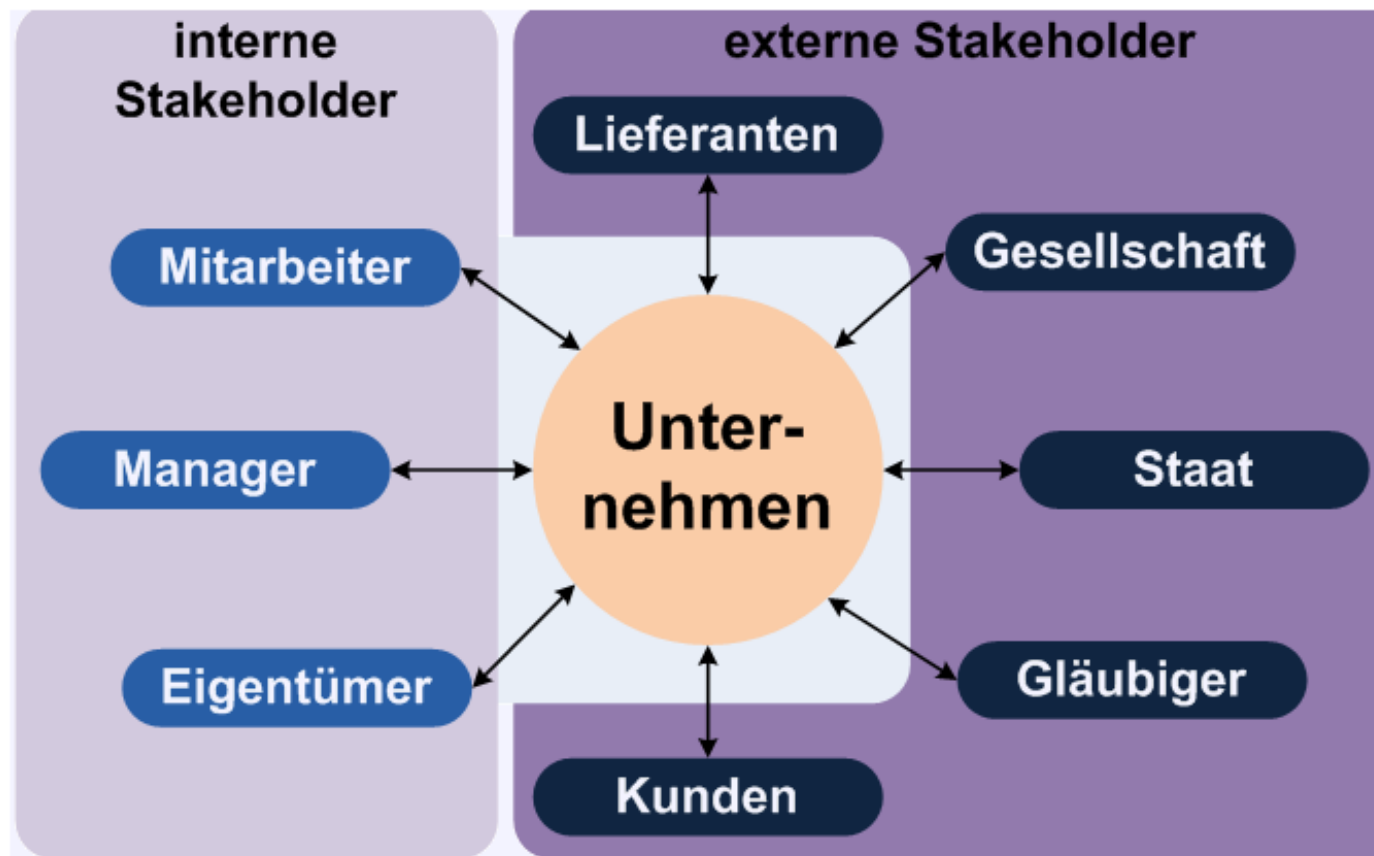 interne
Stakeholder
externe Stakeholder
Lieferanten
Mitarbeiter
Gesellschaft
Manager
Unter-
nehmen
Staat
Eigentümer
Gläubiger
Kunden